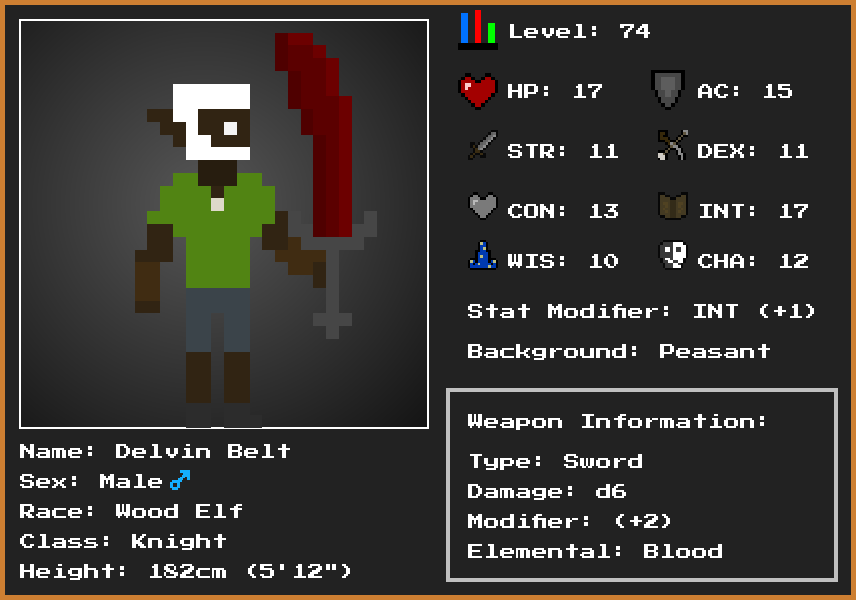 Level: 74
HP: 17
AC: 15
STR: 11
DEX: 11
CON: 13
INT: 17
WIS: 10
CHA: 12
Stat Modifier: INT (+1)
Background: Peasant
Weapon Information:
Type: Sword
Damage: d6
Modifier: (+2)
Elemental: Blood
Name: Delvin Belt
Sex: Male♂
Race: Wood Elf
Class: Knight
Height: 182cm (5'12")